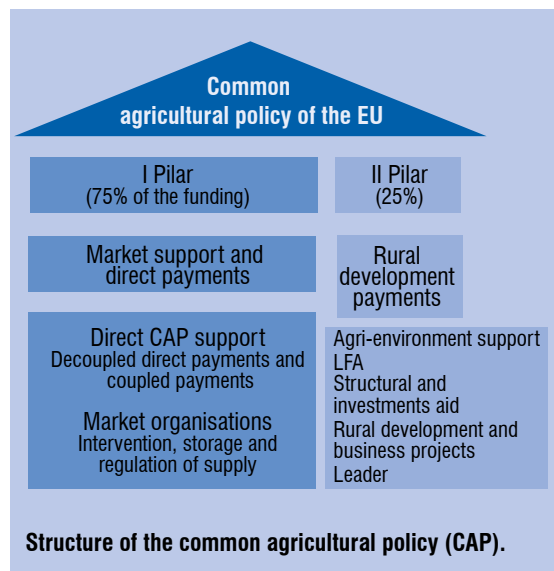 Common
agricultural policy of the EU
I Pilar
(75% of the funding)
II Pilar
(25%)
Market support and
direct payments
Rural
development
payments
Direct CAP support
Decoupled direct payments and
coupled payments
Market organisations
Intervention, storage and
regulation of supply
Agri-environment support
LFA
Structural and
investments aid
Rural development and
business projects
Leader
Structure of the common agricultural policy (CAP).